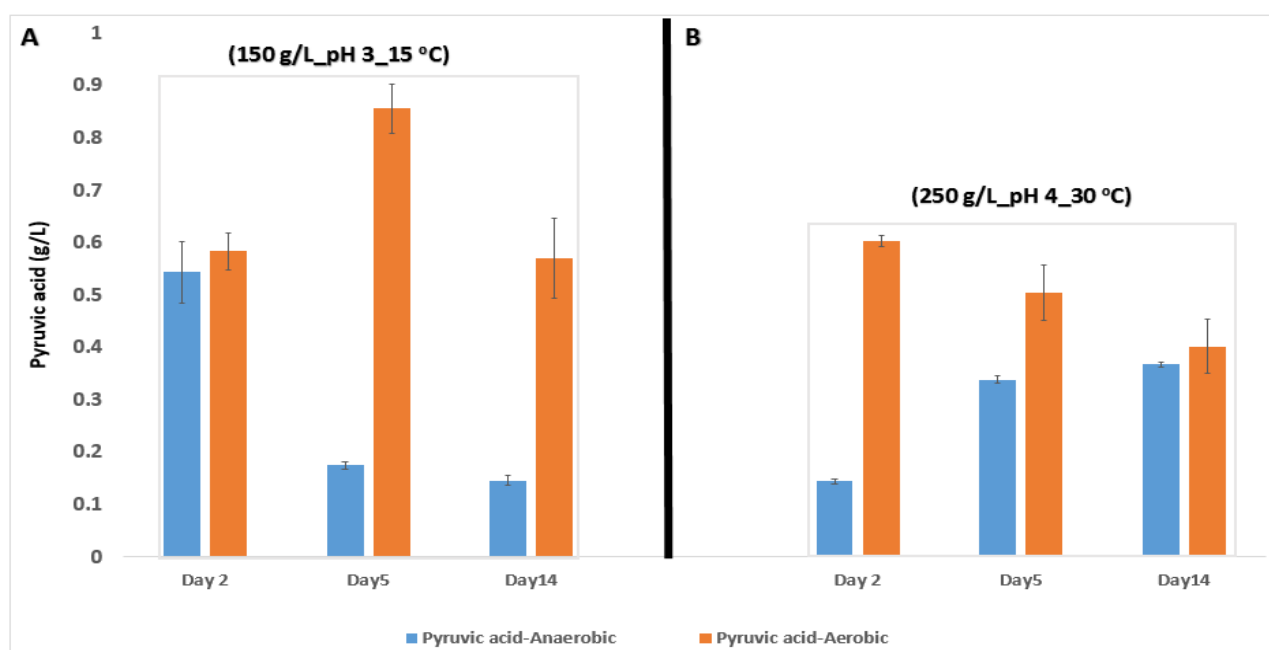 A
B
(150 g/L_pH 3_15 °C)
(250 g/L_pH 4_30 °C)
Pyruvic acid (g/L)
1
0.9
0.8
0.7
0.6
0.5
0.4
0.3
0.2
0.1
0
Day 2
Day5
Day14
Day 2
Day5
Day14
Pyruvic acid-Anaerobic
Pyruvic acid-Aerobic